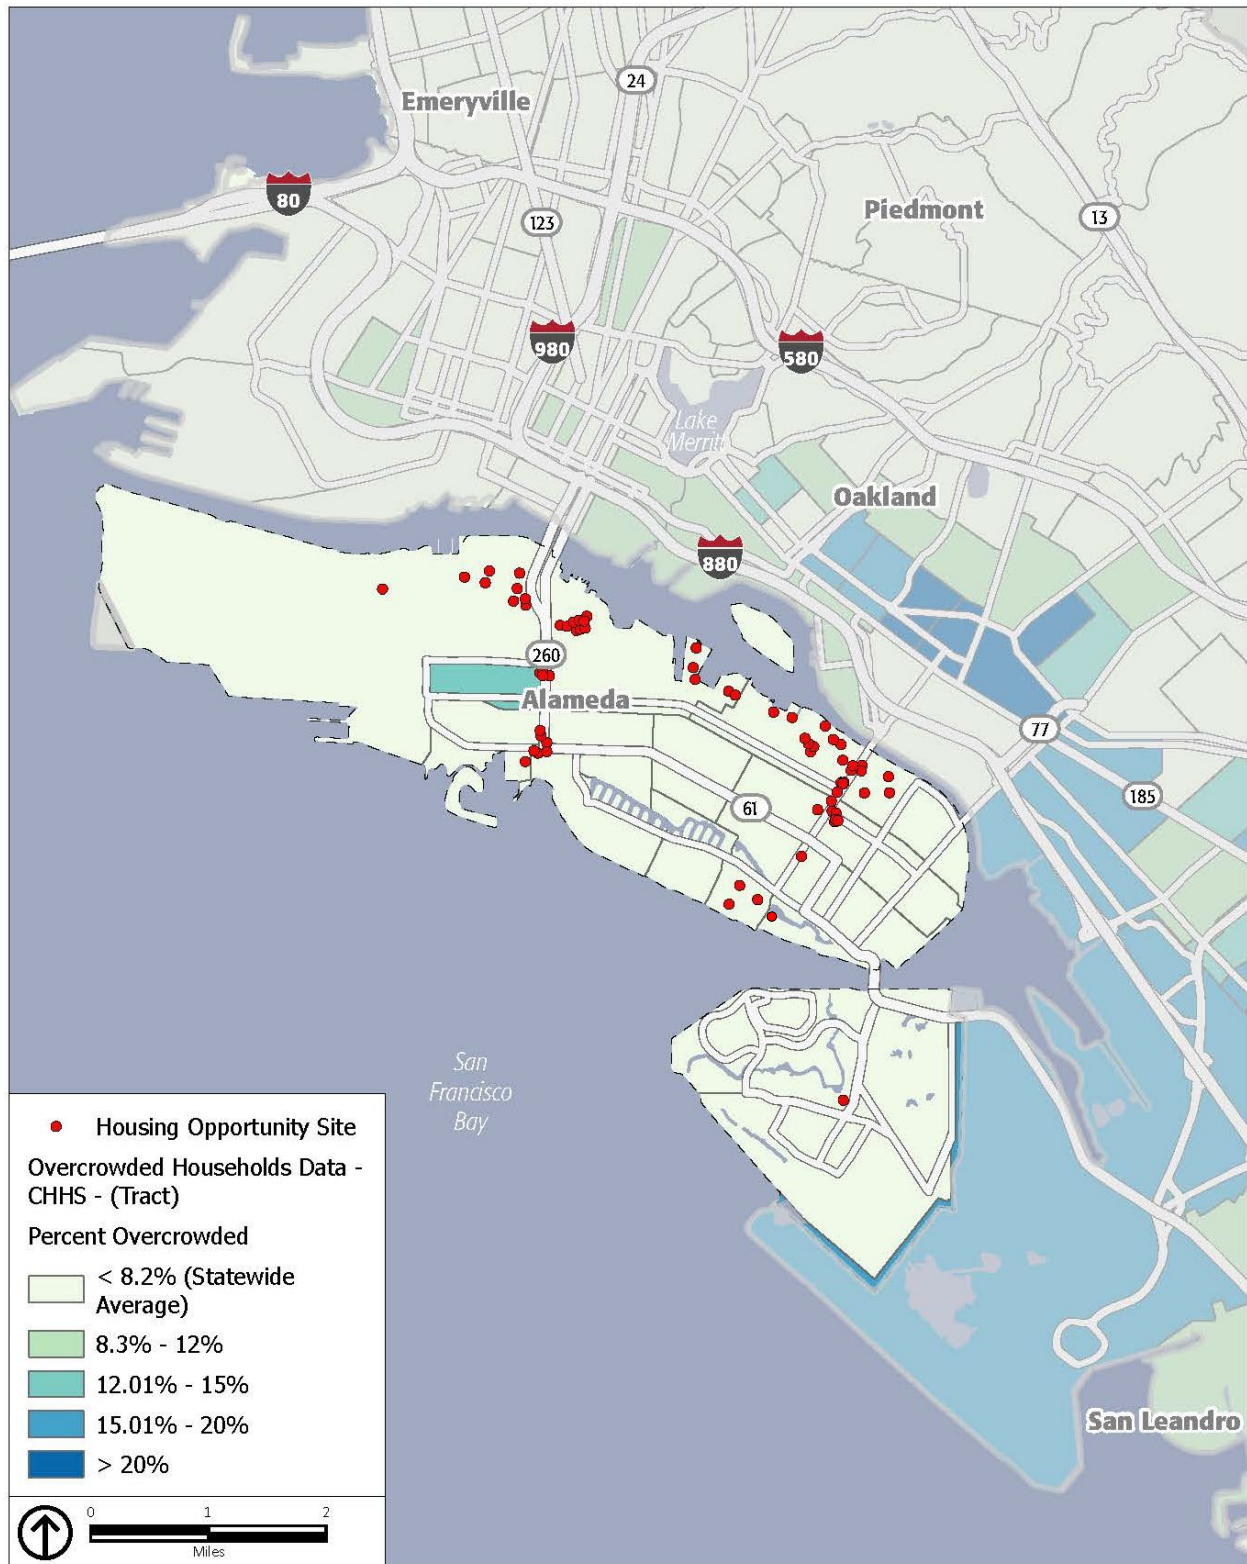 24
Emeryville
80
123
Piedmont
13
980
580
Lake
Merritt
Oakland
880
260
Alameda
77
61
185
San
Francisco
Bay
San Leandro
Housing Opportunity Site
Overcrowded Households Data -
CHHS - (Tract)
Percent Overcrowded
< 8.2% (Statewide
Average)
8.3% - 12%
12.01% - 15%
15.01% - 20%
> 20%
0 1 2
Miles